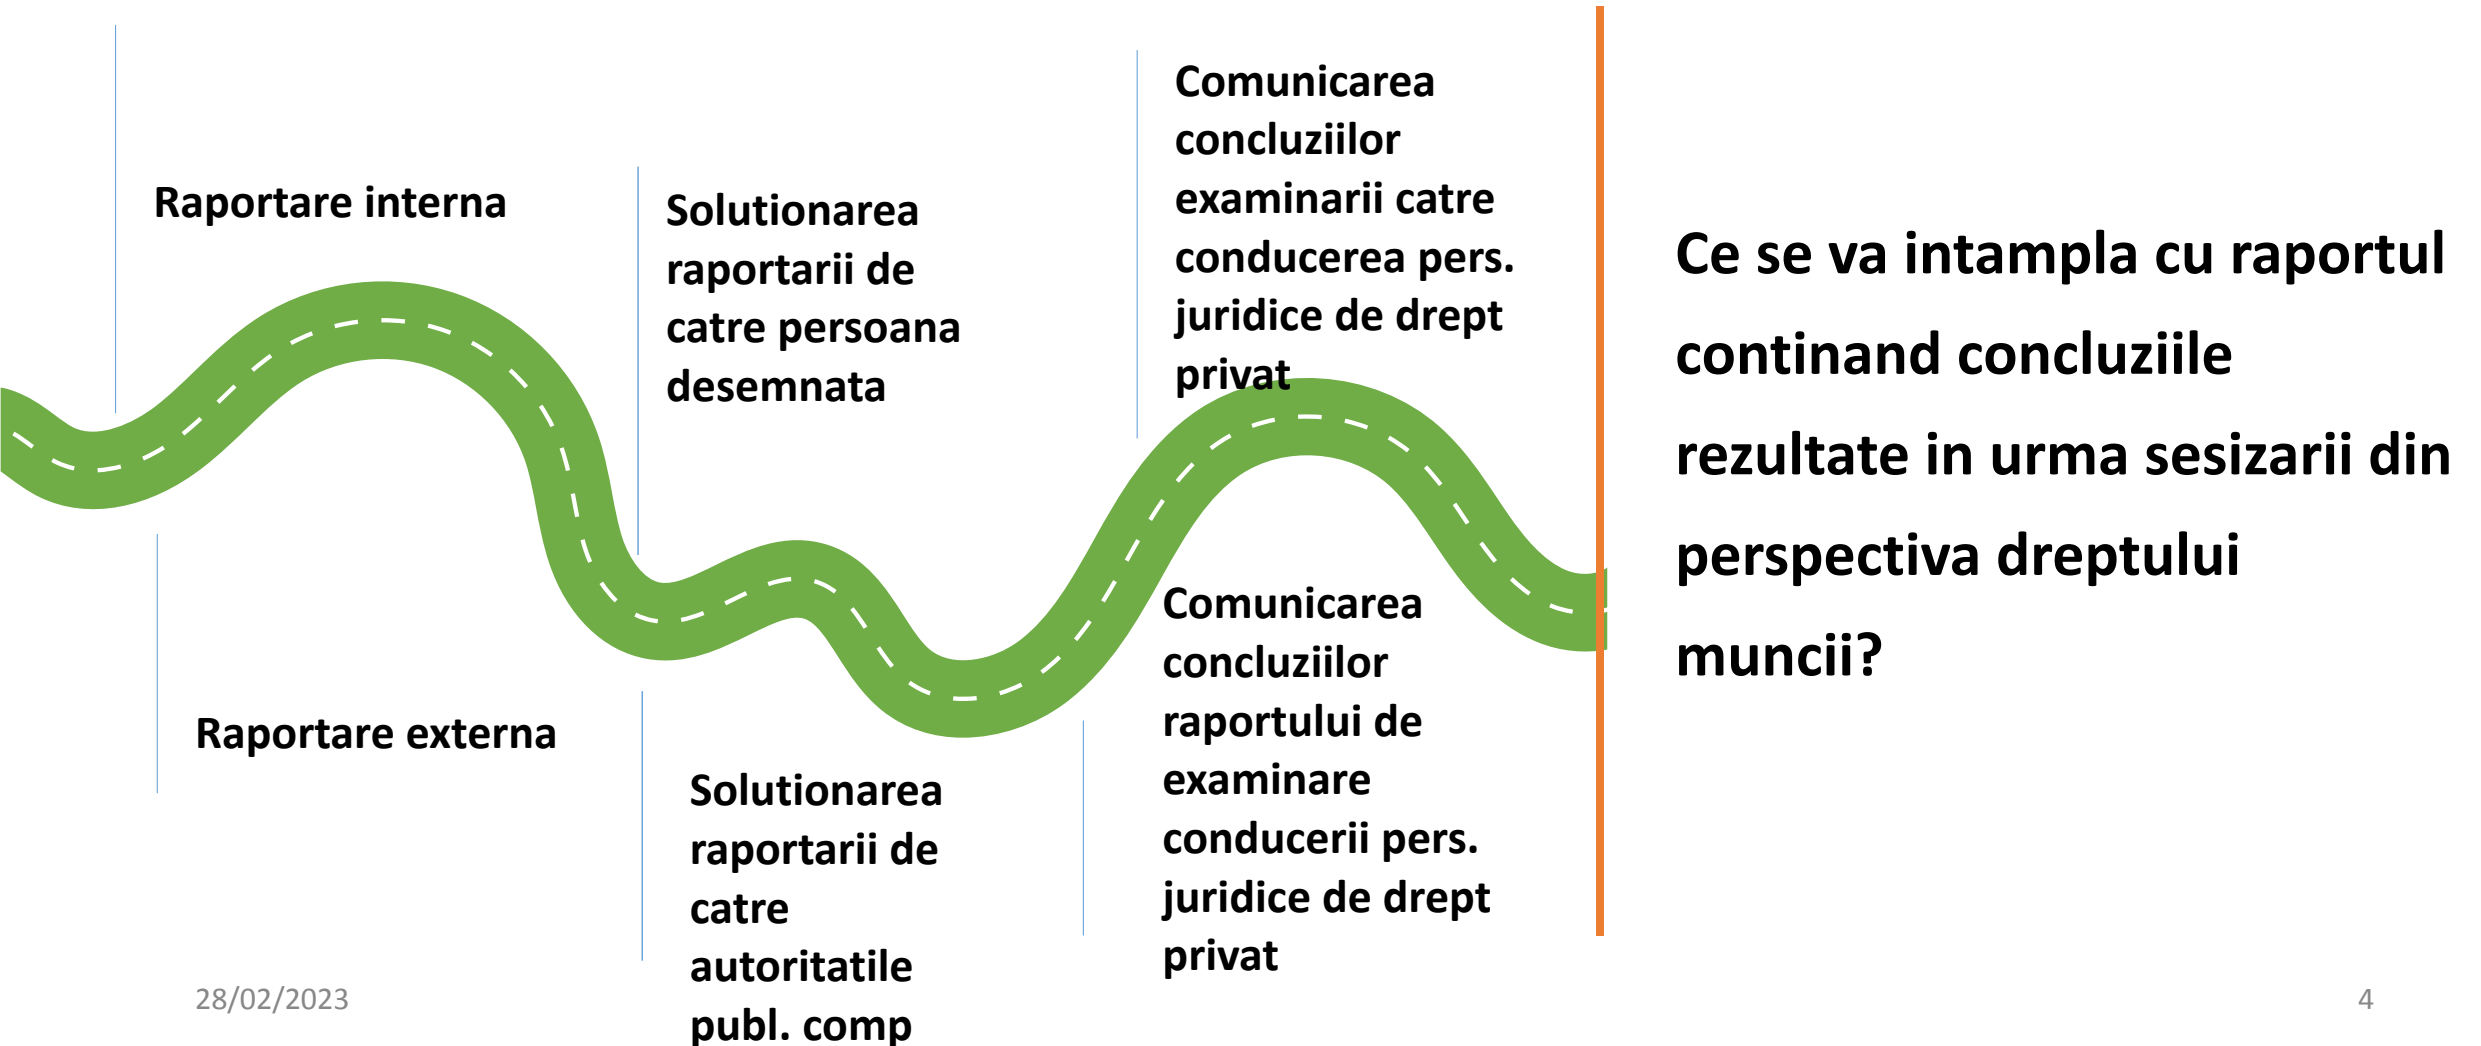 Raportare interna
Solutionarea
raportarii de
catre persoana
desemnata
Comunicarea
concluziilor
examinarii catre
conducerea pers.
juridice de drept
privat
Raportare externa
Solutionarea
raportarii de
catre
autoritatile
publ. comp
Comunicarea
concluziilor
raportului de
examinare
conducerii pers.
juridice de drept
privat
Ce se va intampla cu raportul
continand concluziile
rezultate in urma sesizarii din
perspectiva dreptului
muncii?
28/02/2023
4